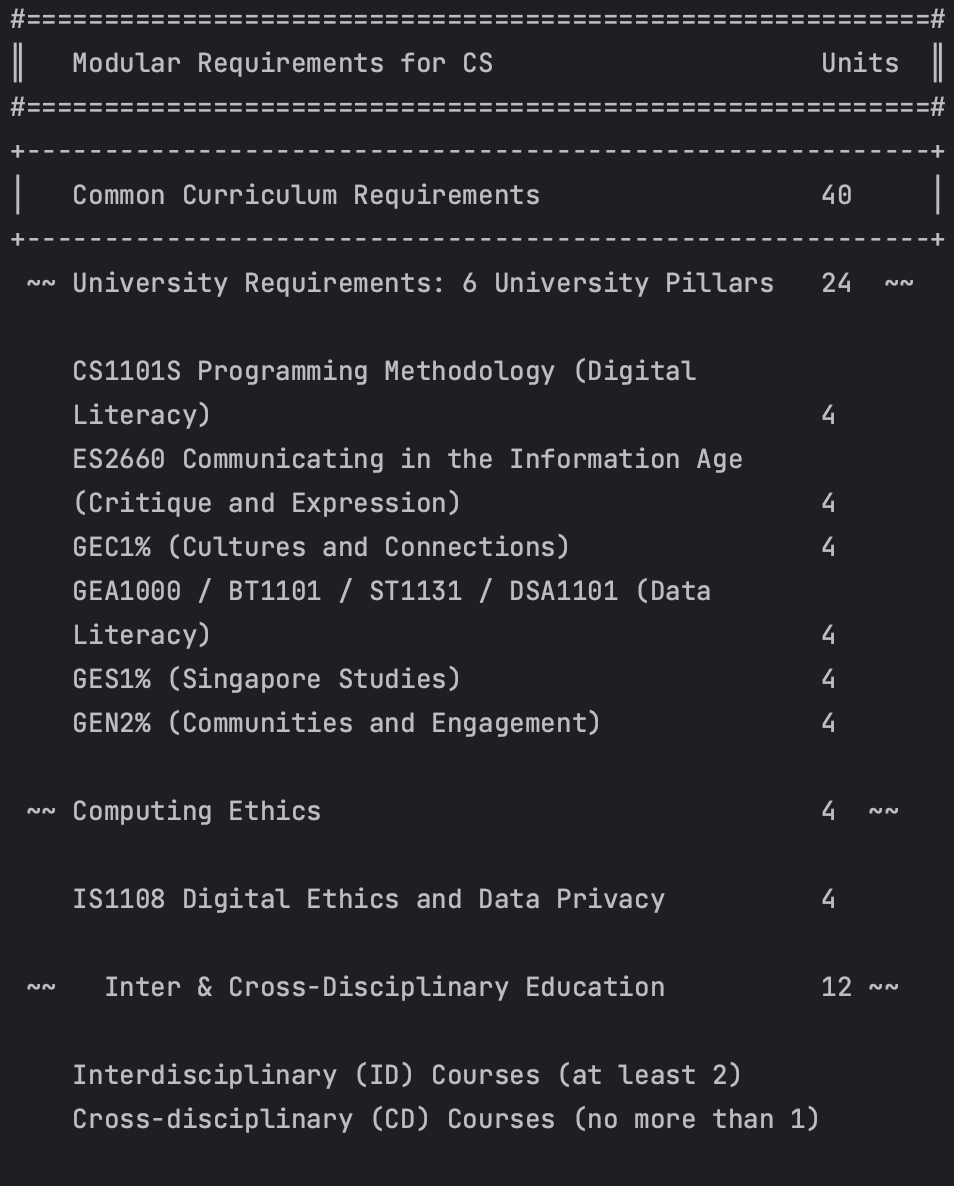 #==========================================================#
║   Modular Requirements for CS                     Units  ║
#==========================================================#
+----------------------------------------------------------+
│   Common Curriculum Requirements                  40     │
+----------------------------------------------------------+
 ~~ University Requirements: 6 University Pillars   24  ~~
    CS1101S Programming Methodology (Digital
    Literacy)                                       4
    ES2660 Communicating in the Information Age
    (Critique and Expression)                       4
    GEC1% (Cultures and Connections)                4
    GEA1000 / BT1101 / ST1131 / DSA1101 (Data
    Literacy)                                       4
    GES1% (Singapore Studies)                       4
    GEN2% (Communities and Engagement)              4
 ~~ Computing Ethics                                4  ~~
    IS1108 Digital Ethics and Data Privacy          4
 ~~   Inter & Cross-Disciplinary Education          12 ~~
    Interdisciplinary (ID) Courses (at least 2)
    Cross-disciplinary (CD) Courses (no more than 1)